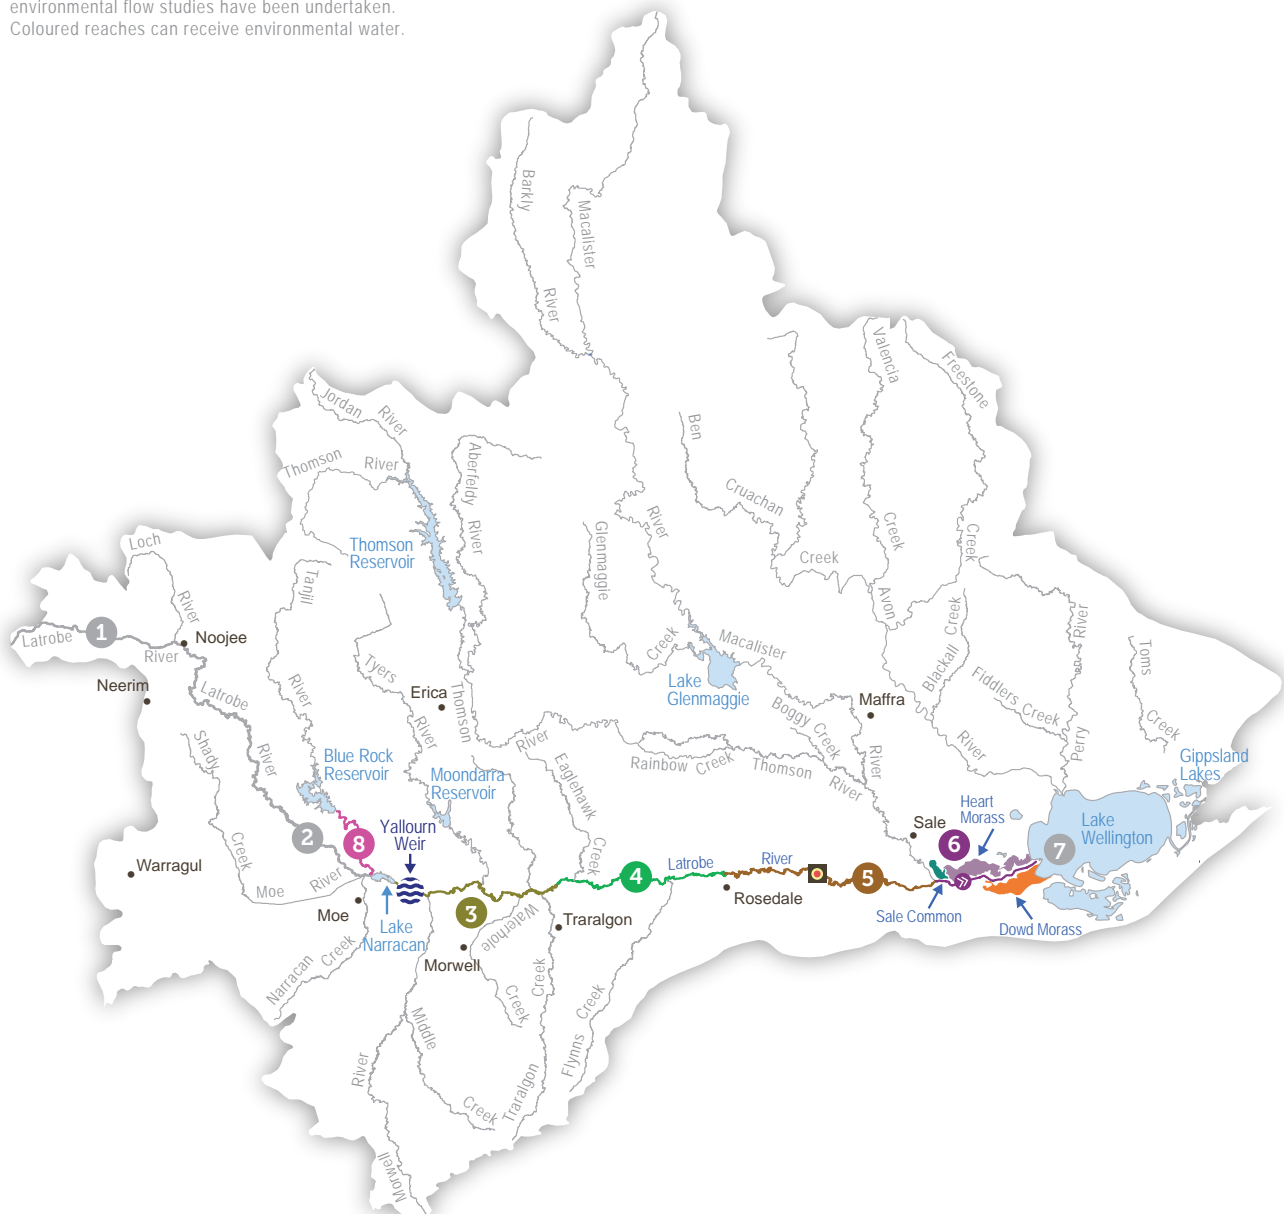 environmental flow studies have been undertaken.
Coloured reaches can receive environmental water.
Barkly
River
Macalister
River
Valencia
Creek
Freestone
Creek
Jordan
River
Thomson
River
Aberfeldy
River
Ben
Cruachan
Creek
Thomson
Reservoir
Glenmaggie
Creek
Loch
River
Tanjil
River
Latrobe
1
River
Noojee
Neerim
Latrobe
River
Tyers
River
Erica
Thomson
River
Macalister
Lake
Glenmaggie
Boggy
Creek
Maffra
River
Avon
River
Blackall
Creek
Fiddlers
Creek
Perry
River
Toms
Creek
Gippsland
Lakes
Shady
Creek
Blue Rock
Reservoir
Moondarra
Reservoir
Eaglehawk
Creek
Rainbow
Creek
Thomson
River
2
8
Yallourn
Weir
Warragul
Moe
River
Moe
Lake
Narracan
Narracan
Creek
3
Morwell
Waterhole
Creek
Traralgon
4
Latrobe
River
Rosedale
5
Sale
6
Heart
Morass
7
Lake
Wellington
Sale Common
Dowd Morass
Middle
Creek
Traralgon
Creek
Flynns
Creek
River
Morwell